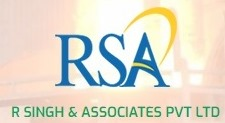 RSA
R SINGH & ASSOCIATES PVT LTD